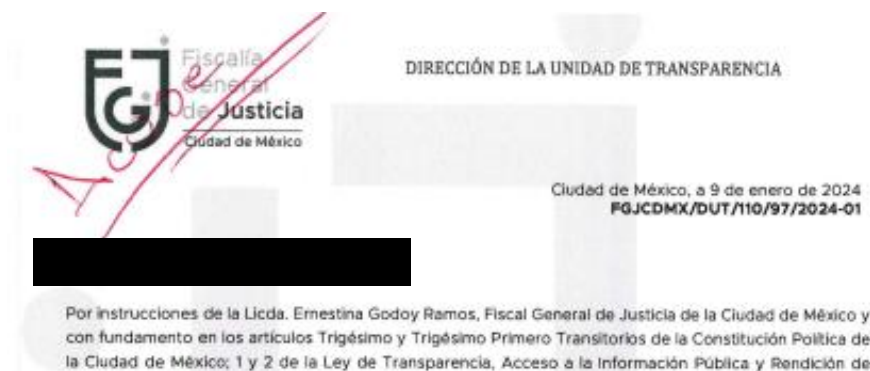 Fiscalía
General
de Justicia
Ciudad de México
FGJ
Acuse
DIRECCIÓN DE LA UNIDAD DE TRANSPARENCIA
Ciudad de México, a 9 de enero de 2024
FGJCDMX/DUT/110/97/2024-01
Por instrucciones de la Licda. Ernestina Godoy Ramos, Fiscal General de Justicia de la Ciudad de México y
con fundamento en los artículos Trigésimo y Trigésimo Primero Transitorios de la Constitución Política de
la Ciudad de México; 1 y 2 de la Ley de Transparencia, Acceso a la Información Pública y Rendición de